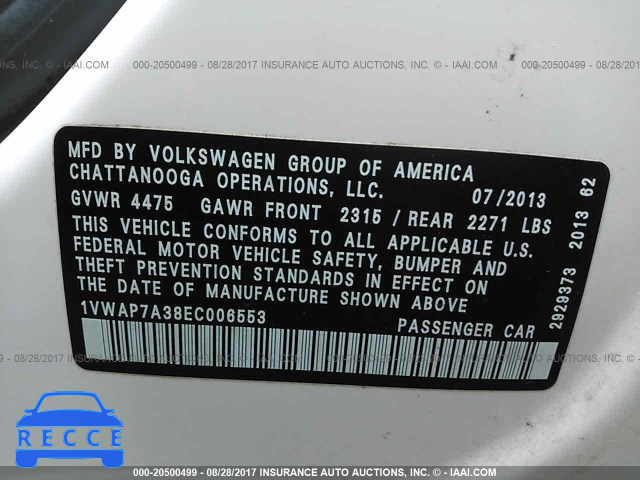 000-20500499 - 08/28/2017 INSURANCE AUTO AUCTIONS, INC. - © - IAAI.COM
MFD BY VOLKSWAGEN GROUP OF AMERICA
CHATTANOOGA OPERATIONS, LLC. 07/2013
GVWR 4475 GAWR FRONT 2315 / REAR 2271 LBS
THIS VEHICLE CONFORMS TO ALL APPLICABLE U.S.
FEDERAL MOTOR VEHICLE SAFETY, BUMPER AND
THEFT PREVENTION STANDARDS IN EFFECT ON
THE DATE OF MANUFACTURE SHOWN ABOVE
1VWAP7A38EC006553 PASSENGER CAR
2929373 2013 62
000-20500499 - 08/28/2017 INSURANCE AUTO AUCTIONS, INC. - © - IAAI.COM
RECCE
000-20500499 - 08/28/2017 INSURANCE AUTO AUCTIONS, INC. - © - IAAI.COM